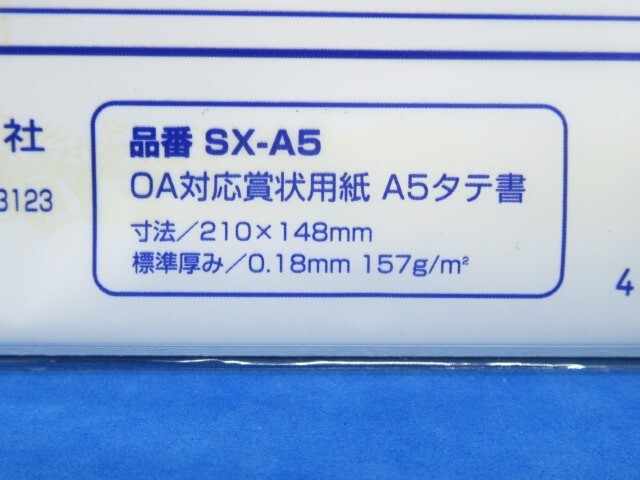 社
3123
品番 SX-A5
OA対応賞状用紙 A5タテ書
寸法/210×148mm
標準厚み/0.18mm 157g/m²
4